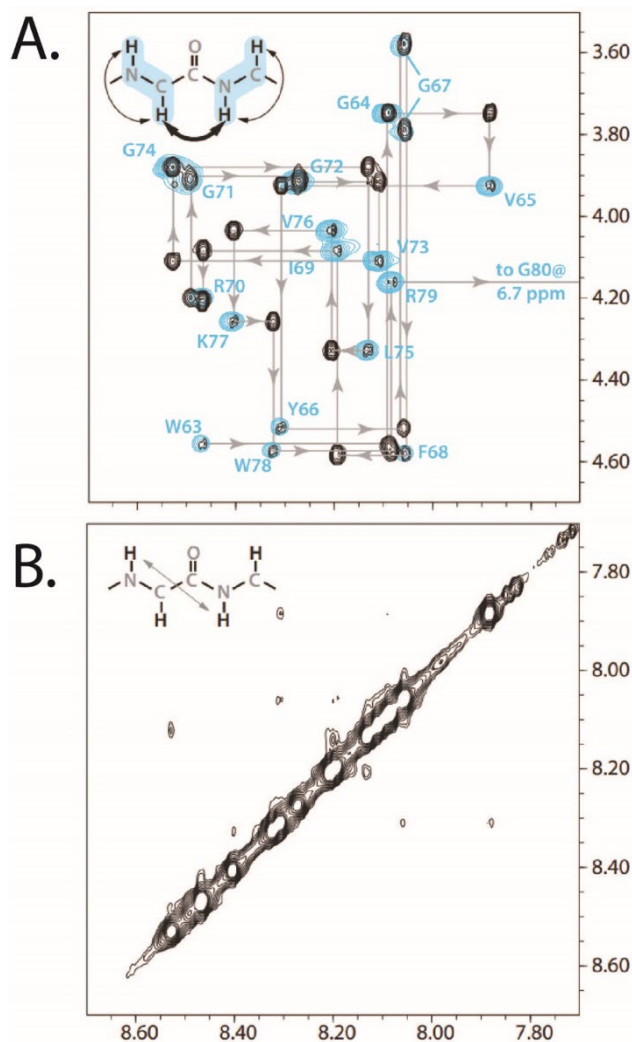 A.
H
O
H
N
C
C
N
C
H
H
3.60
3.80
4.00
4.20
4.40
4.60
G67
G64
G74
G72
G71
V65
V76
V73
I69
R79
to G80@
6.7 ppm
R70
K77
L75
Y66
W63
W78
F68
B.
H
O
H
N
C
C
N
C
H
H
7.80
8.00
8.20
8.40
8.60
8.60 8.40 8.20 8.00 7.80